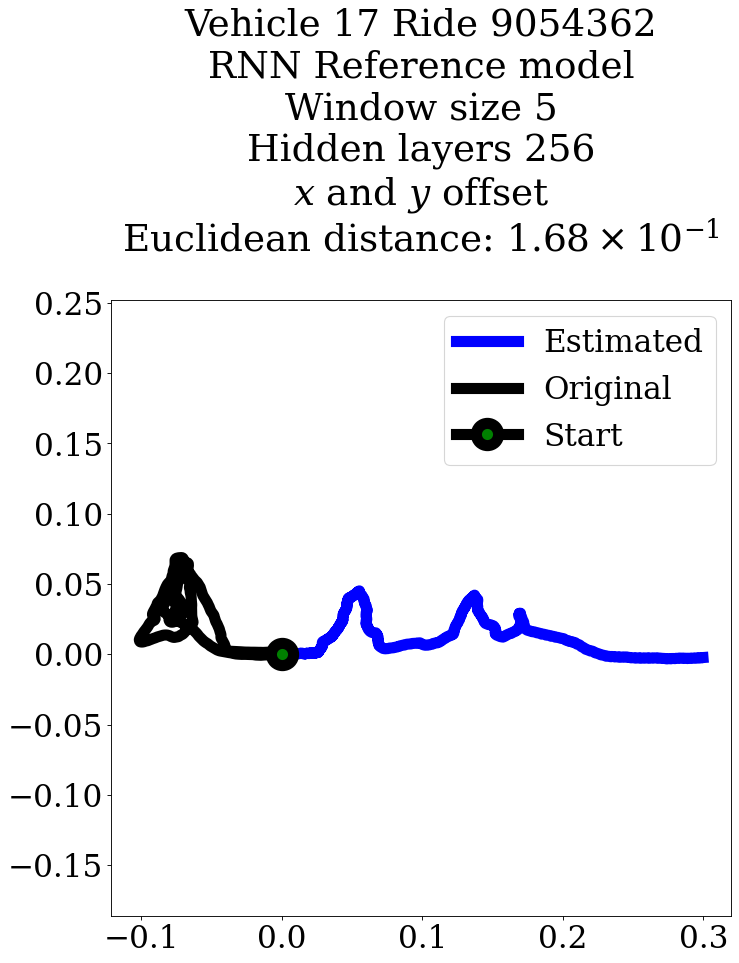 Vehicle 17 Ride 9054362
RNN Reference model
Window size 5
Hidden layers 256
x and y offset
Euclidean distance: 1.68 × 10⁻¹
0.25
0.20
0.15
0.10
0.05
0.00
−0.05
−0.10
−0.15
Estimated
Original
Start
−0.1 0.0 0.1 0.2 0.3